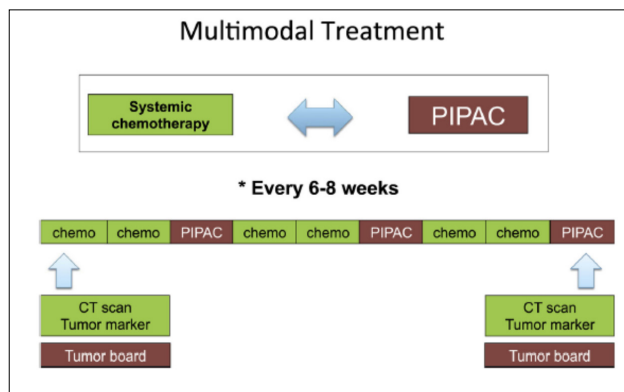 Multimodal Treatment
Systemic
chemotherapy
PIPAC
* Every 6-8 weeks
chemo chemo PIPAC chemo chemo PIPAC chemo chemo PIPAC
CT scan
Tumor marker
Tumor board
CT scan
Tumor marker
Tumor board